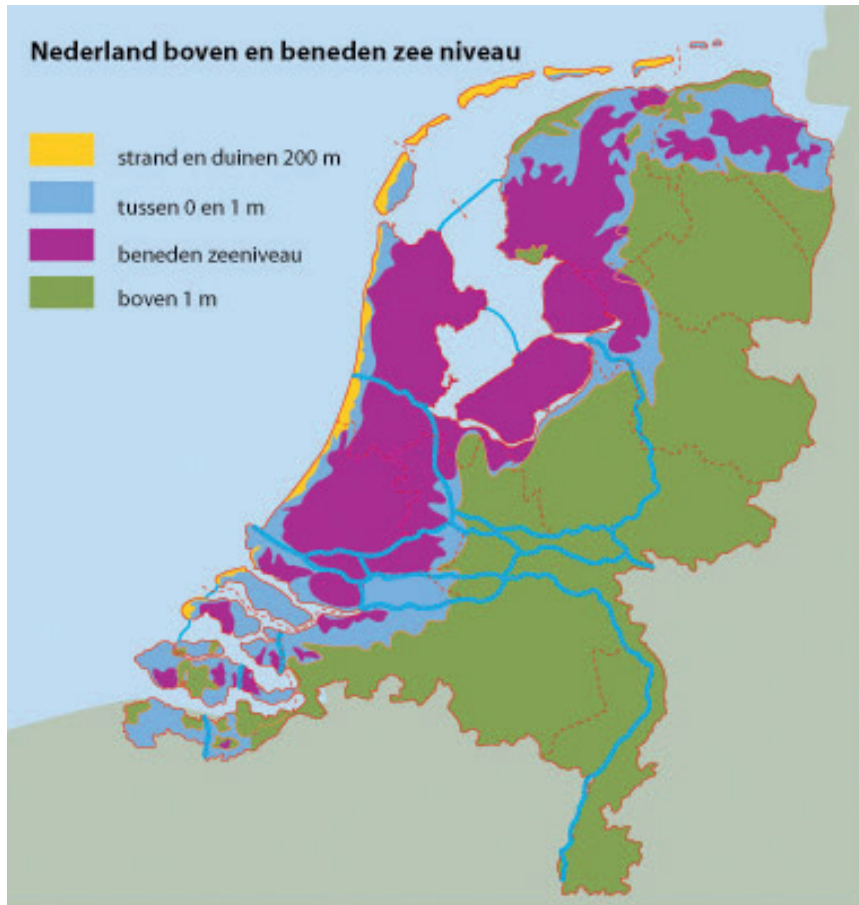 Nederland boven en beneden zee niveau
strand en duinen 200 m
tussen 0 en 1 m
beneden zeeniveau
boven 1 m